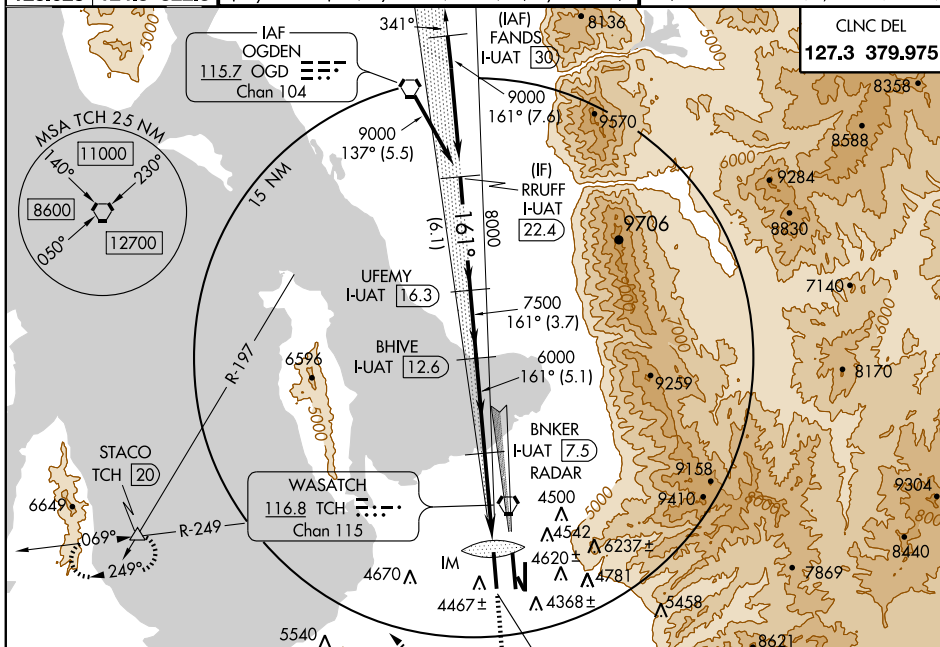 CLNC DEL
127.3 379.975
341°
(IAF)
FANDS
I-UAT 30
8136
IAF
OGDEN
115.7 OGD
Chan 104
8358
9000
161° (7.6)
9570
8588
9000
137° (5.5)
6000
MSA TCH 25 NM
11000
140°
230°
8600
050°
12700
15 NM
(IF)
RRUFF
I-UAT
22.4
9284
8830
161°
8000
(6.1)
9706
UFEMY
I-UAT 16.3
7140
6000
7500
161° (3.7)
R-197
6596
5000
BHIVE
I-UAT 12.6
6000
161° (5.1)
8170
9259
BNKER
I-UAT 7.5
RADAR
STACO
TCH 20
WASATCH
116.8 TCH
Chan 115
9158
9410
9304
6649
4500
6000
4542
R-249
069°
249°
6237±
8440
IM
4620±
4670
4781
7869
4467±
4368±
5458
5540
8621
5000